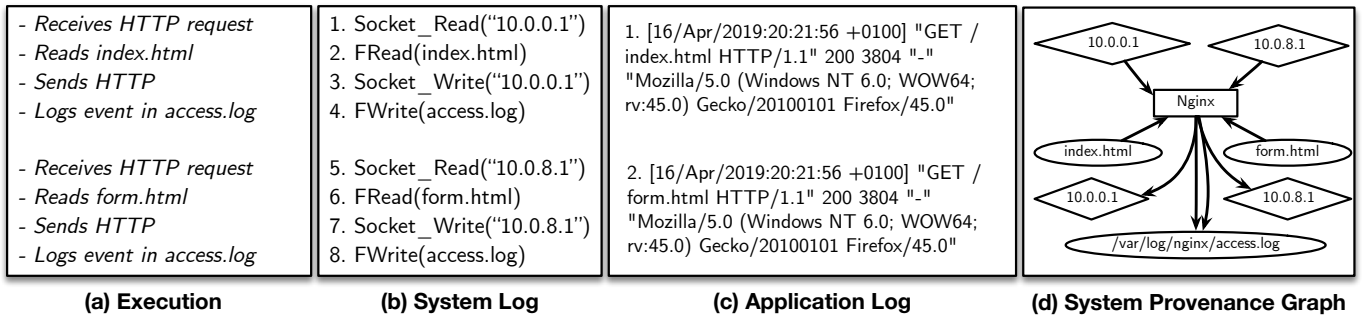 - Receives HTTP request
- Reads index.html
- Sends HTTP
- Logs event in access.log
- Receives HTTP request
- Reads form.html
- Sends HTTP
- Logs event in access.log
(a) Execution
1. Socket_Read(“10.0.0.1”)
2. FRead(index.html)
3. Socket_Write(“10.0.0.1”)
4. FWrite(access.log)
5. Socket_Read(“10.0.8.1”)
6. FRead(form.html)
7. Socket_Write(“10.0.8.1”)
8. FWrite(access.log)
(b) System Log
1. [16/Apr/2019:20:21:56 +0100] "GET /
index.html HTTP/1.1" 200 3804 "-"
"Mozilla/5.0 (Windows NT 6.0; WOW64;
rv:45.0) Gecko/20100101 Firefox/45.0"
2. [16/Apr/2019:20:21:56 +0100] "GET /
form.html HTTP/1.1" 200 3804 "-"
"Mozilla/5.0 (Windows NT 6.0; WOW64;
rv:45.0) Gecko/20100101 Firefox/45.0"
(c) Application Log
10.0.0.1
10.0.8.1
Nginx
index.html
form.html
10.0.0.1
10.0.8.1
/var/log/nginx/access.log
(d) System Provenance Graph